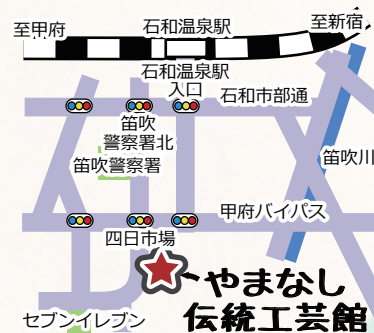 至甲府
石和温泉駅
至新宿
石和温泉駅
入口
石和市部通
笛吹
警察署北
笛吹警察署
笛吹川
甲府バイパス
四日市場
やまなし
伝統工芸館
セブンイレブン